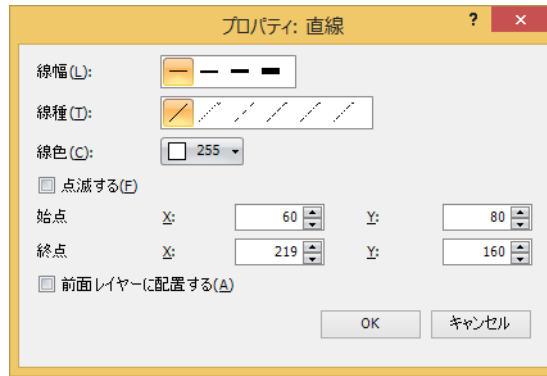 プロパティ: 直線 ?
線幅(L):
線種(T):
線色(C): 255
点滅する(F)
始点 X: 60 Y: 80
終点 X: 219 Y: 160
前面レイヤーに配置する(A)
OK キャンセル